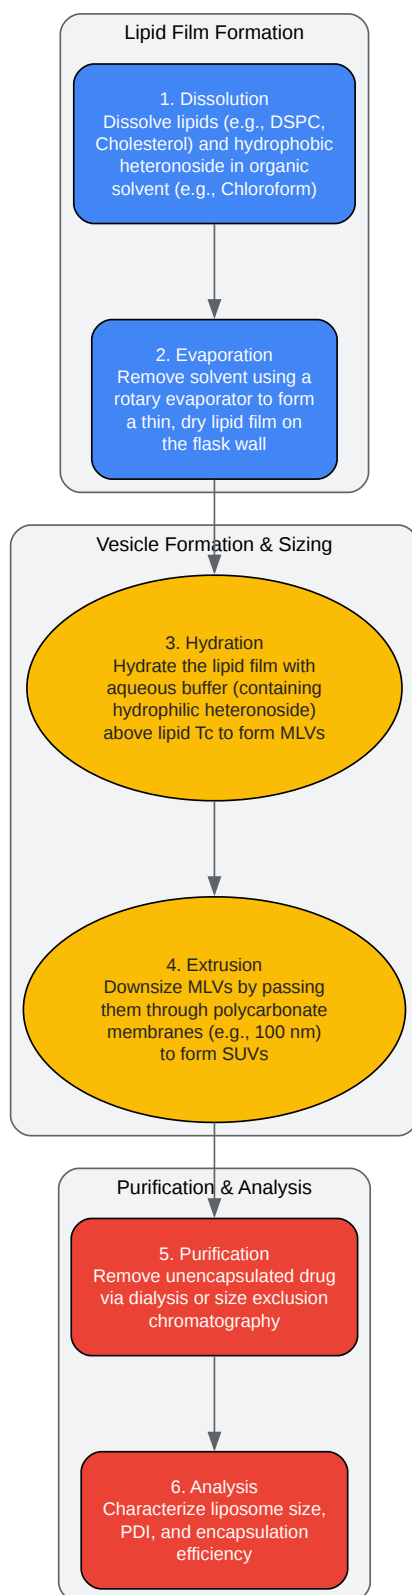 Lipid Film Formation
1. Dissolution
Dissolve lipids (e.g., DSPC,
Cholesterol) and hydrophobic
heteronoside in organic
solvent (e.g., Chloroform)
2. Evaporation
Remove solvent using a
rotary evaporator to form
a thin, dry lipid film on
the flask wall
Vesicle Formation & Sizing
3. Hydration
Hydrate the lipid film with
aqueous buffer (containing
hydrophilic heteronoside)
above lipid Tc to form MLVs
4. Extrusion
Downsize MLVs by passing
them through polycarbonate
membranes (e.g., 100 nm)
to form SUVs
Purification & Analysis
5. Purification
Remove unencapsulated drug
via dialysis or size exclusion
chromatography
6. Analysis
Characterize liposome size,
PDI, and encapsulation
efficiency